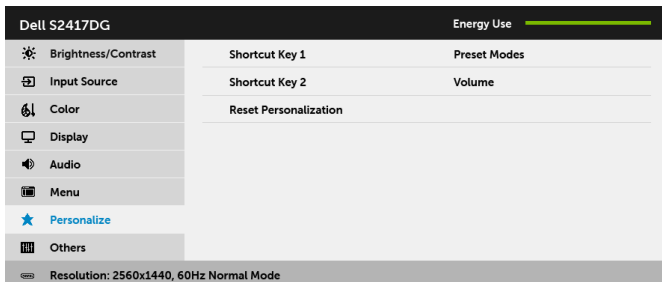 Dell S2417DG Energy Use
Brightness/Contrast Shortcut Key 1 Preset Modes
Input Source Shortcut Key 2 Volume
Color Reset Personalization
Display
Audio
Menu
Personalize
Others
Resolution: 2560x1440, 60Hz Normal Mode